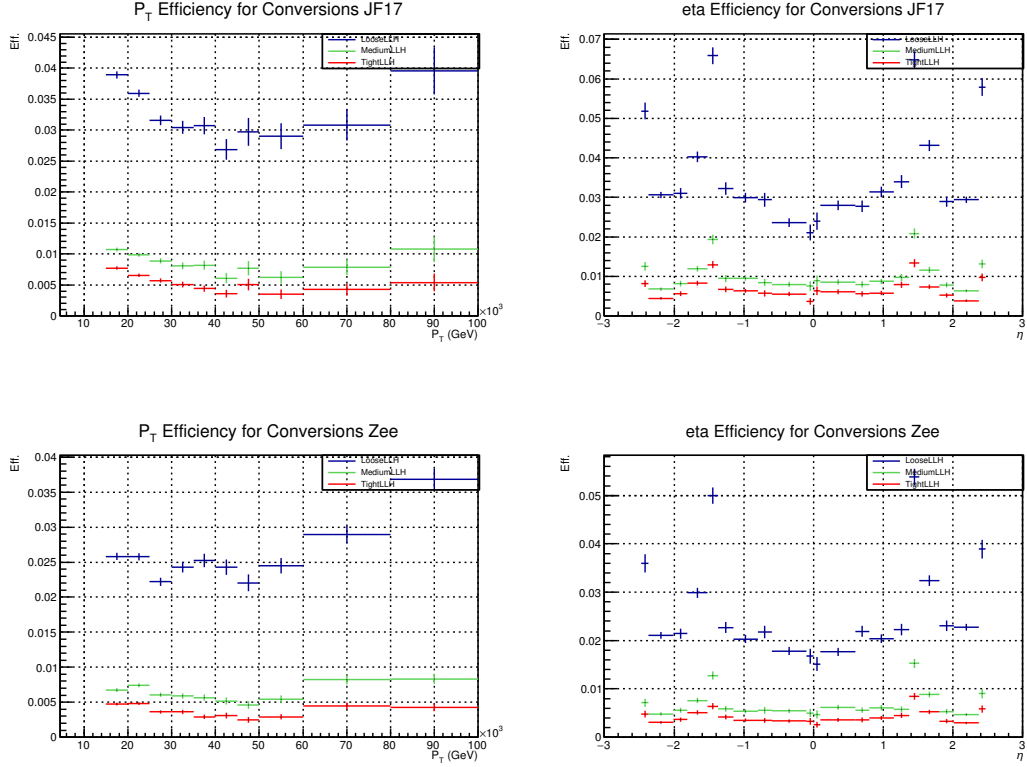 P_T Efficiency for Conversions JF17
Eff.
0.045
0.04
0.035
0.03
0.025
0.02
0.015
0.01
0.005
0
LooseLLH
MediumLLH
TightLLH
10 20 30 40 50 60 70 80 90 100
×10³
P_T (GeV)
eta Efficiency for Conversions JF17
Eff.
0.07
0.06
0.05
0.04
0.03
0.02
0.01
0
LooseLLH
MediumLLH
TightLLH
−3 −2 −1 0 1 2 3
η
P_T Efficiency for Conversions Zee
Eff.
0.04
0.035
0.03
0.025
0.02
0.015
0.01
0.005
0
LooseLLH
MediumLLH
TightLLH
10 20 30 40 50 60 70 80 90 100
×10³
P_T (GeV)
eta Efficiency for Conversions Zee
Eff.
0.05
0.04
0.03
0.02
0.01
0
LooseLLH
MediumLLH
TightLLH
−3 −2 −1 0 1 2 3
η